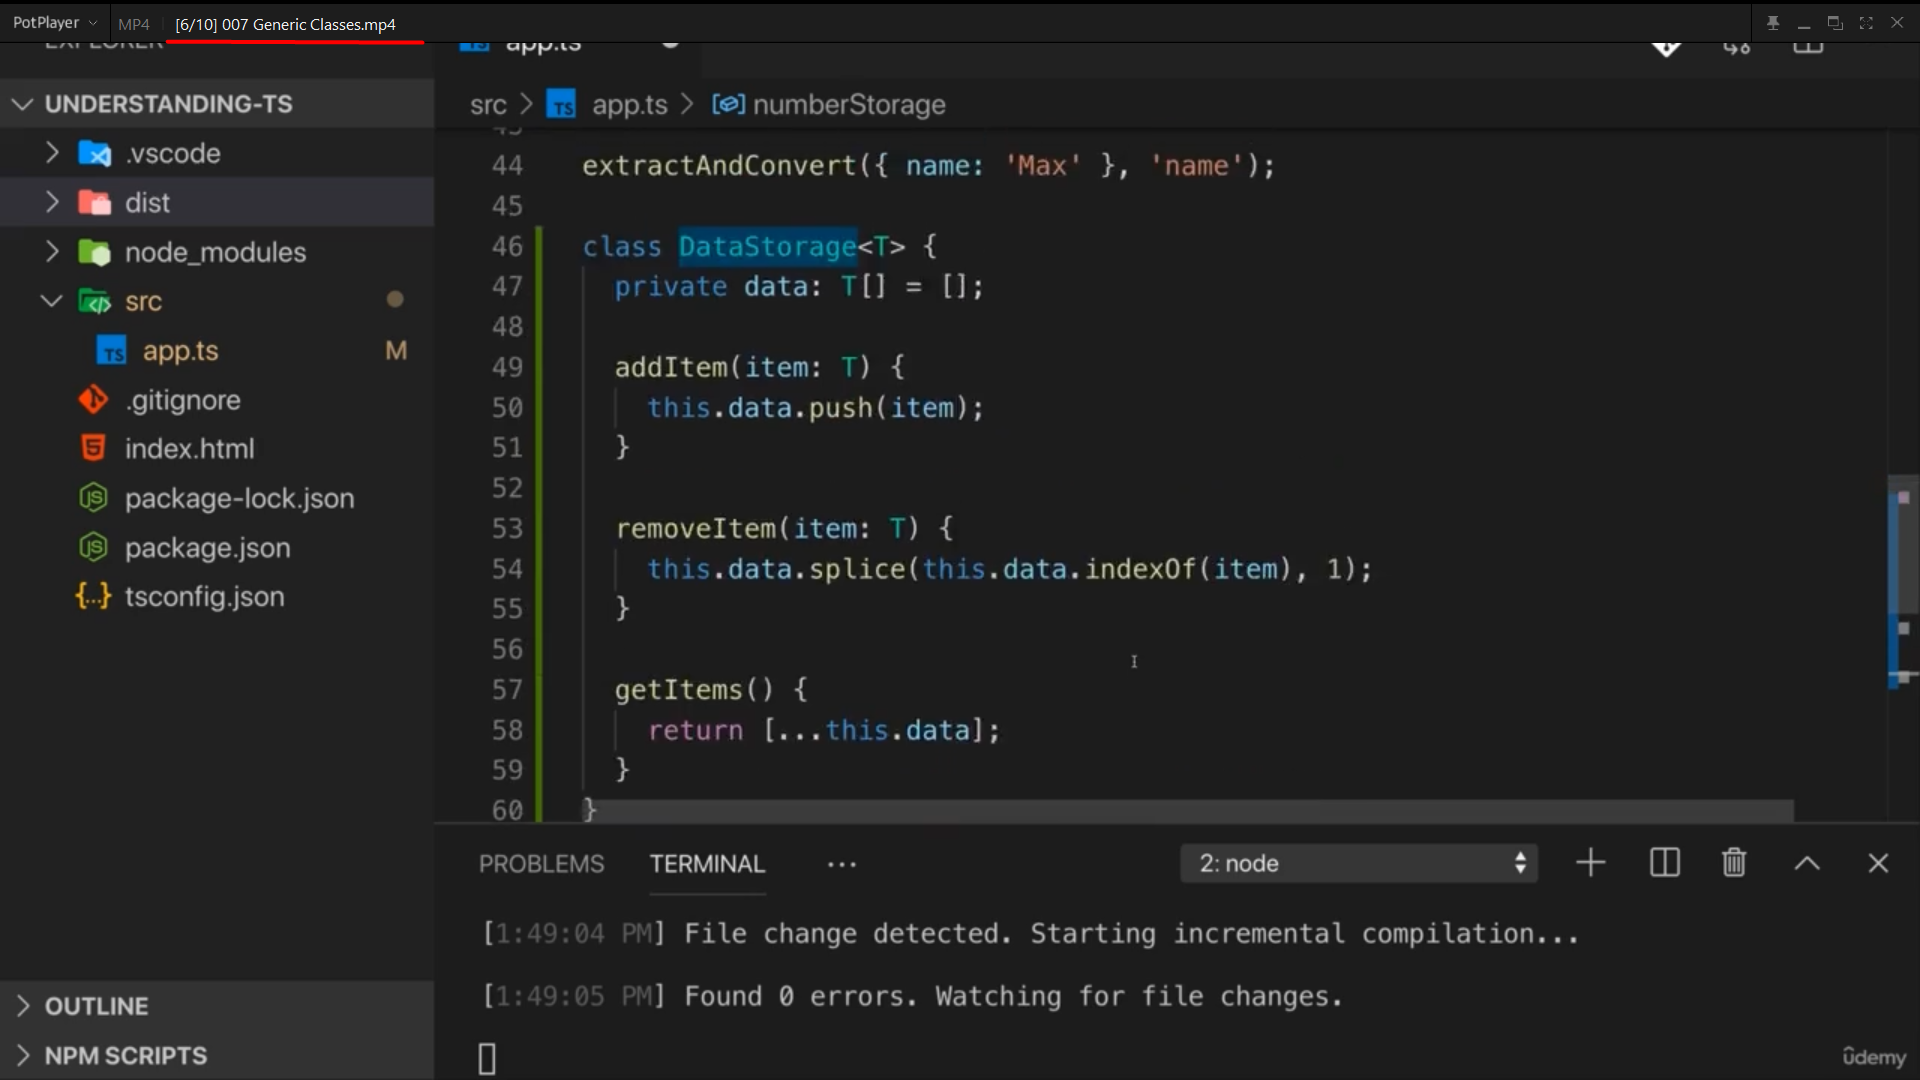 PotPlayer
MP4
[6/10] 007 Generic Classes.mp4
EXPLORER
UNDERSTANDING-TS
.vscode
dist
node_modules
src
TS app.ts M
.gitignore
index.html
package-lock.json
package.json
{...} tsconfig.json
OUTLINE
NPM SCRIPTS
TS app.ts
src > TS app.ts > numberStorage
43
44 extractAndConvert({ name: 'Max' }, 'name');
45
46 class DataStorage<T> {
47 private data: T[] = [];
48
49 addItem(item: T) {
50 this.data.push(item);
51 }
52
53 removeItem(item: T) {
54 this.data.splice(this.data.indexOf(item), 1);
55 }
56
57 getItems() {
58 return [...this.data];
59 }
60 }
PROBLEMS TERMINAL ... 2: node
[1:49:04 PM] File change detected. Starting incremental compilation...
[1:49:05 PM] Found 0 errors. Watching for file changes.
ûdemy